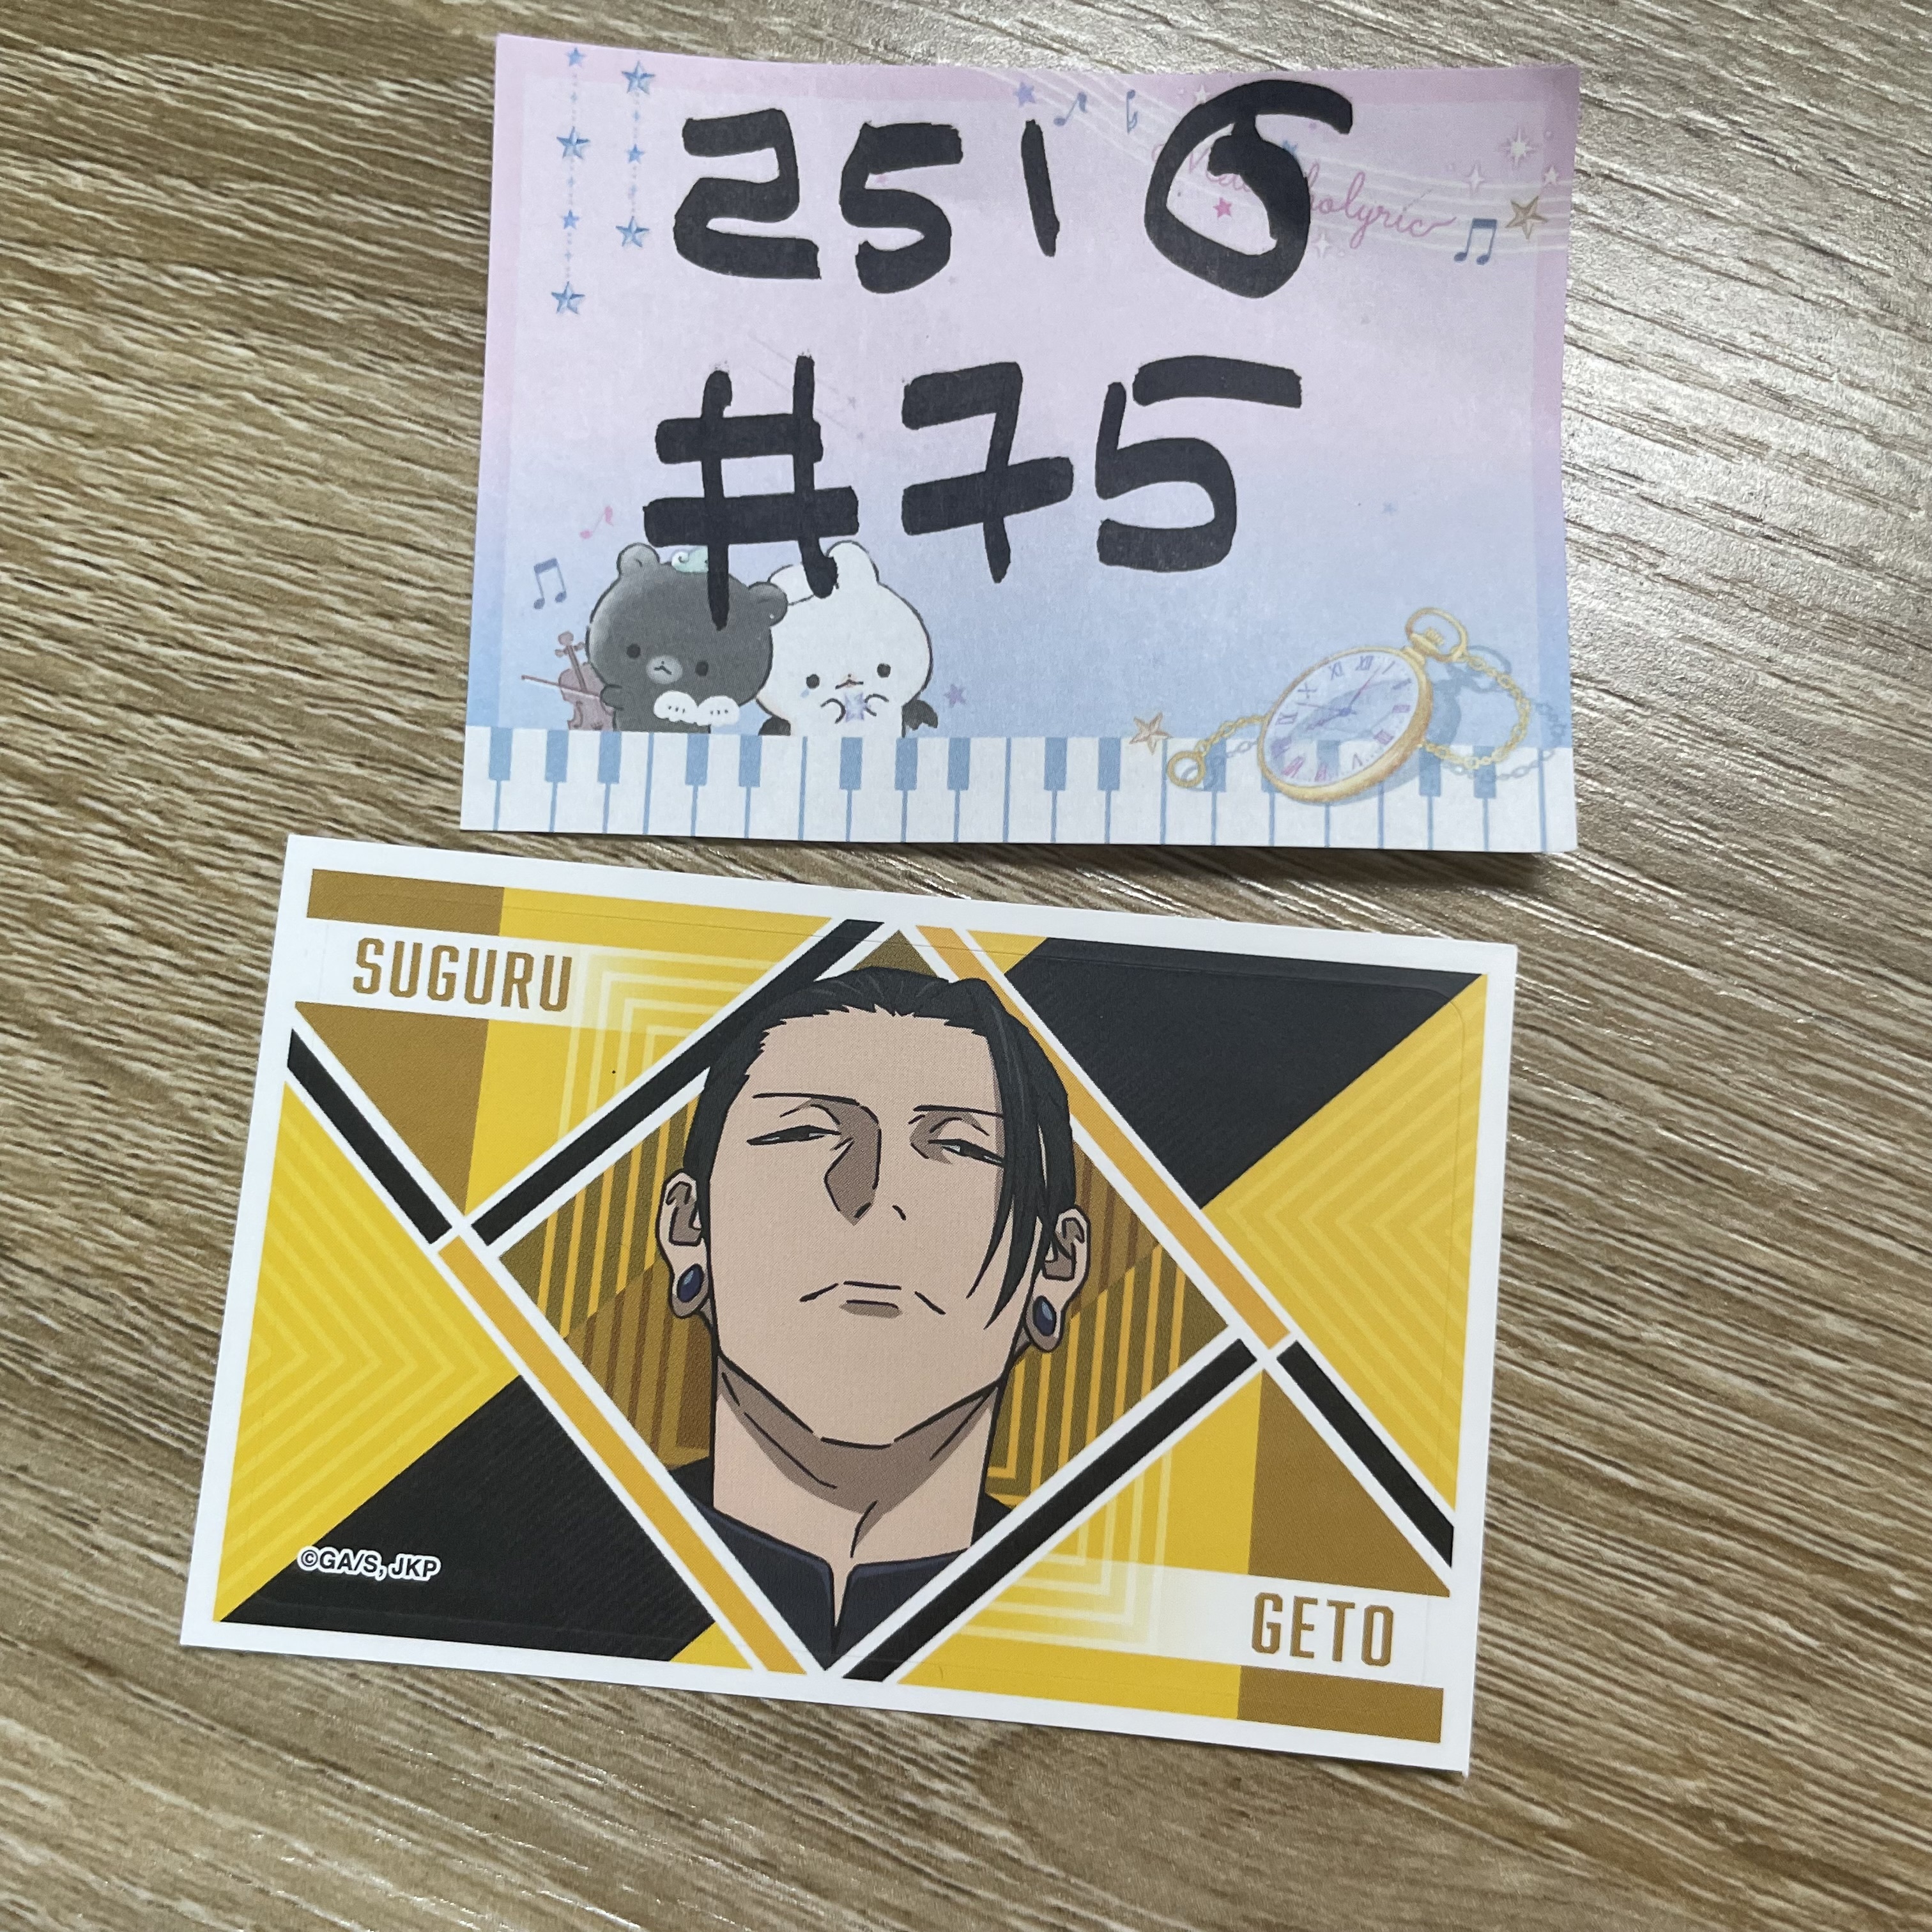 2516
#75
SUGURU
©GA/S, JKP
GETO